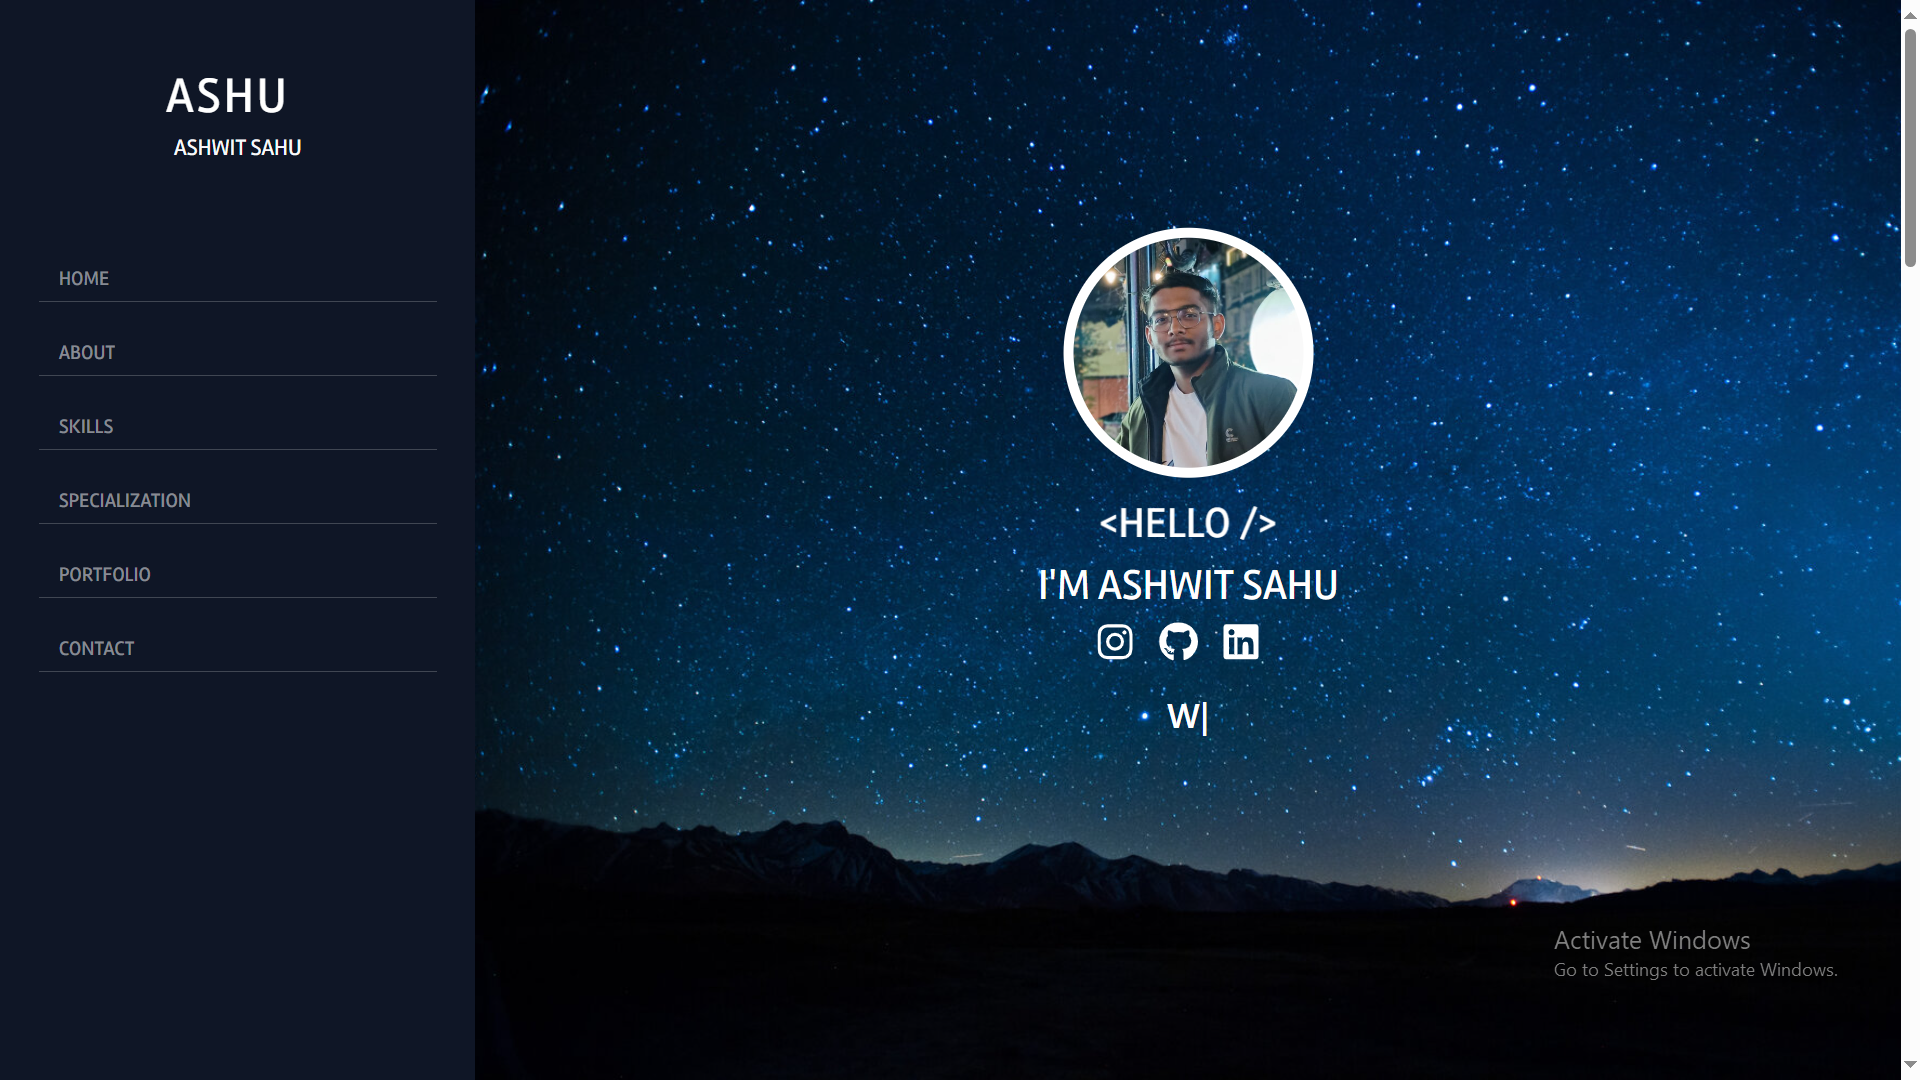 ASHU
ASHWIT SAHU
HOME
ABOUT
SKILLS
SPECIALIZATION
PORTFOLIO
CONTACT
<HELLO />
I'M ASHWIT SAHU
W|
Activate Windows
Go to Settings to activate Windows.